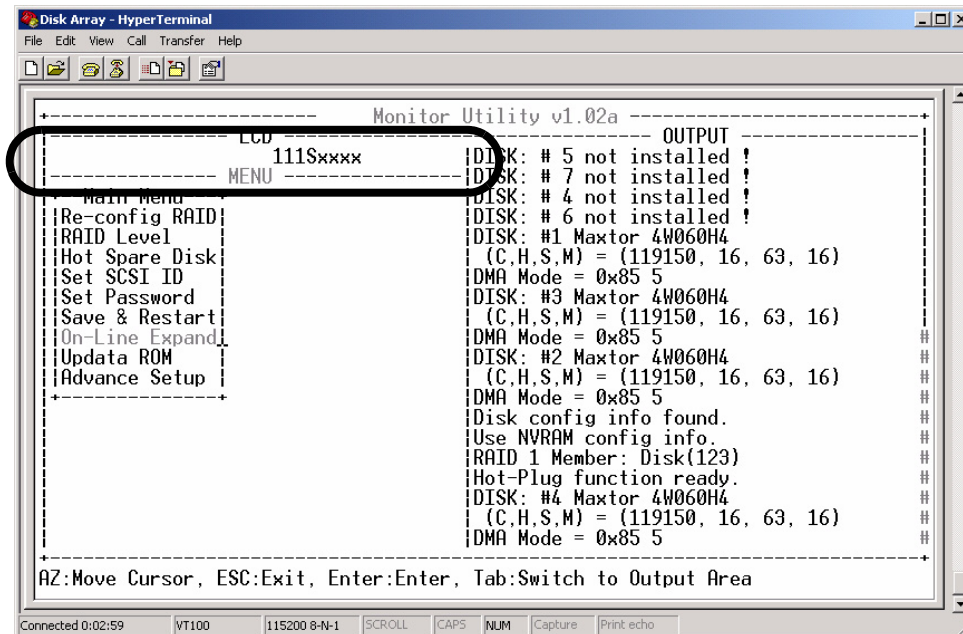 Disk Array - HyperTerminal
File Edit View Call Transfer Help
Monitor Utility v1.02a
LCD
111Sxxxx
MENU
Main Menu
Re-config RAID
RAID Level
Hot Spare Disk
Set SCSI ID
Set Password
Save & Restart
On-Line Expand
Updata ROM
Advance Setup
OUTPUT
DISK: # 5 not installed !
DISK: # 7 not installed !
DISK: # 4 not installed !
DISK: # 6 not installed !
DISK: #1 Maxtor 4W060H4
(C,H,S,M) = (119150, 16, 63, 16)
DMA Mode = 0x85 5
DISK: #3 Maxtor 4W060H4
(C,H,S,M) = (119150, 16, 63, 16)
DMA Mode = 0x85 5
DISK: #2 Maxtor 4W060H4
(C,H,S,M) = (119150, 16, 63, 16)
DMA Mode = 0x85 5
Disk config info found.
Use NVRAM config info.
RAID 1 Member: Disk(123)
Hot-Plug function ready.
DISK: #4 Maxtor 4W060H4
(C,H,S,M) = (119150, 16, 63, 16)
DMA Mode = 0x85 5
AZ:Move Cursor, ESC:Exit, Enter:Enter, Tab:Switch to Output Area
Connected 0:02:59 VT100 115200 8-N-1 SCROLL CAPS NUM Capture Print echo